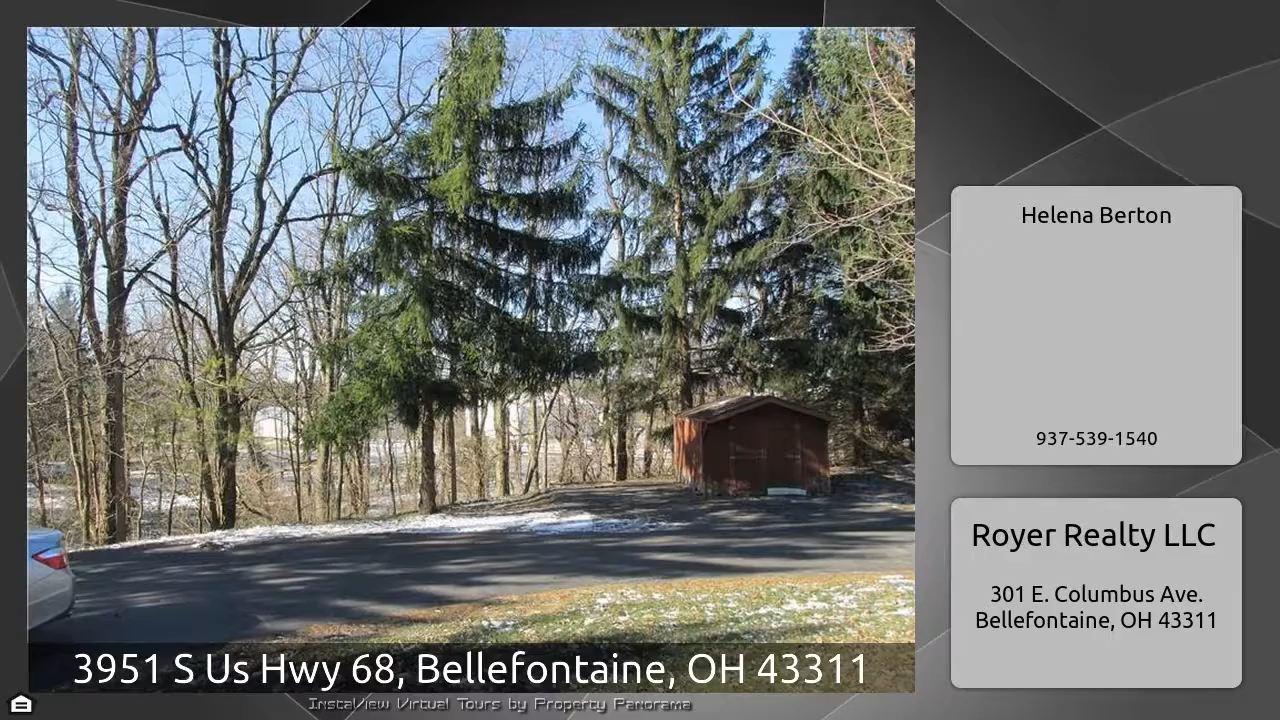 3951 S Us Hwy 68, Bellefontaine, OH 43311
InstaView Virtual Tours by Property Panorama
Helena Berton
937-539-1540
Royer Realty LLC
301 E. Columbus Ave.
Bellefontaine, OH 43311